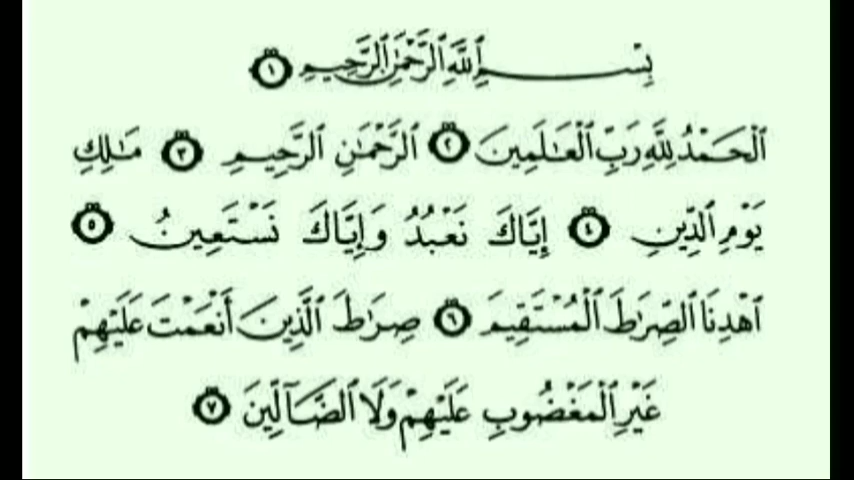 بِسْمِ ٱللَّهِ ٱلرَّحْمَٰنِ ٱلرَّحِيمِ ١
ٱلْحَمْدُ لِلَّهِ رَبِّ ٱلْعَٰلَمِينَ ٢ ٱلرَّحْمَٰنِ ٱلرَّحِيمِ ٣ مَٰلِكِ
يَوْمِ ٱلدِّينِ ٤ إِيَّاكَ نَعْبُدُ وَإِيَّاكَ نَسْتَعِينُ ٥
ٱهْدِنَا ٱلصِّرَٰطَ ٱلْمُسْتَقِيمَ ٦ صِرَٰطَ ٱلَّذِينَ أَنْعَمْتَ عَلَيْهِمْ
غَيْرِ ٱلْمَغْضُوبِ عَلَيْهِمْ وَلَا ٱلضَّآلِّينَ ٧